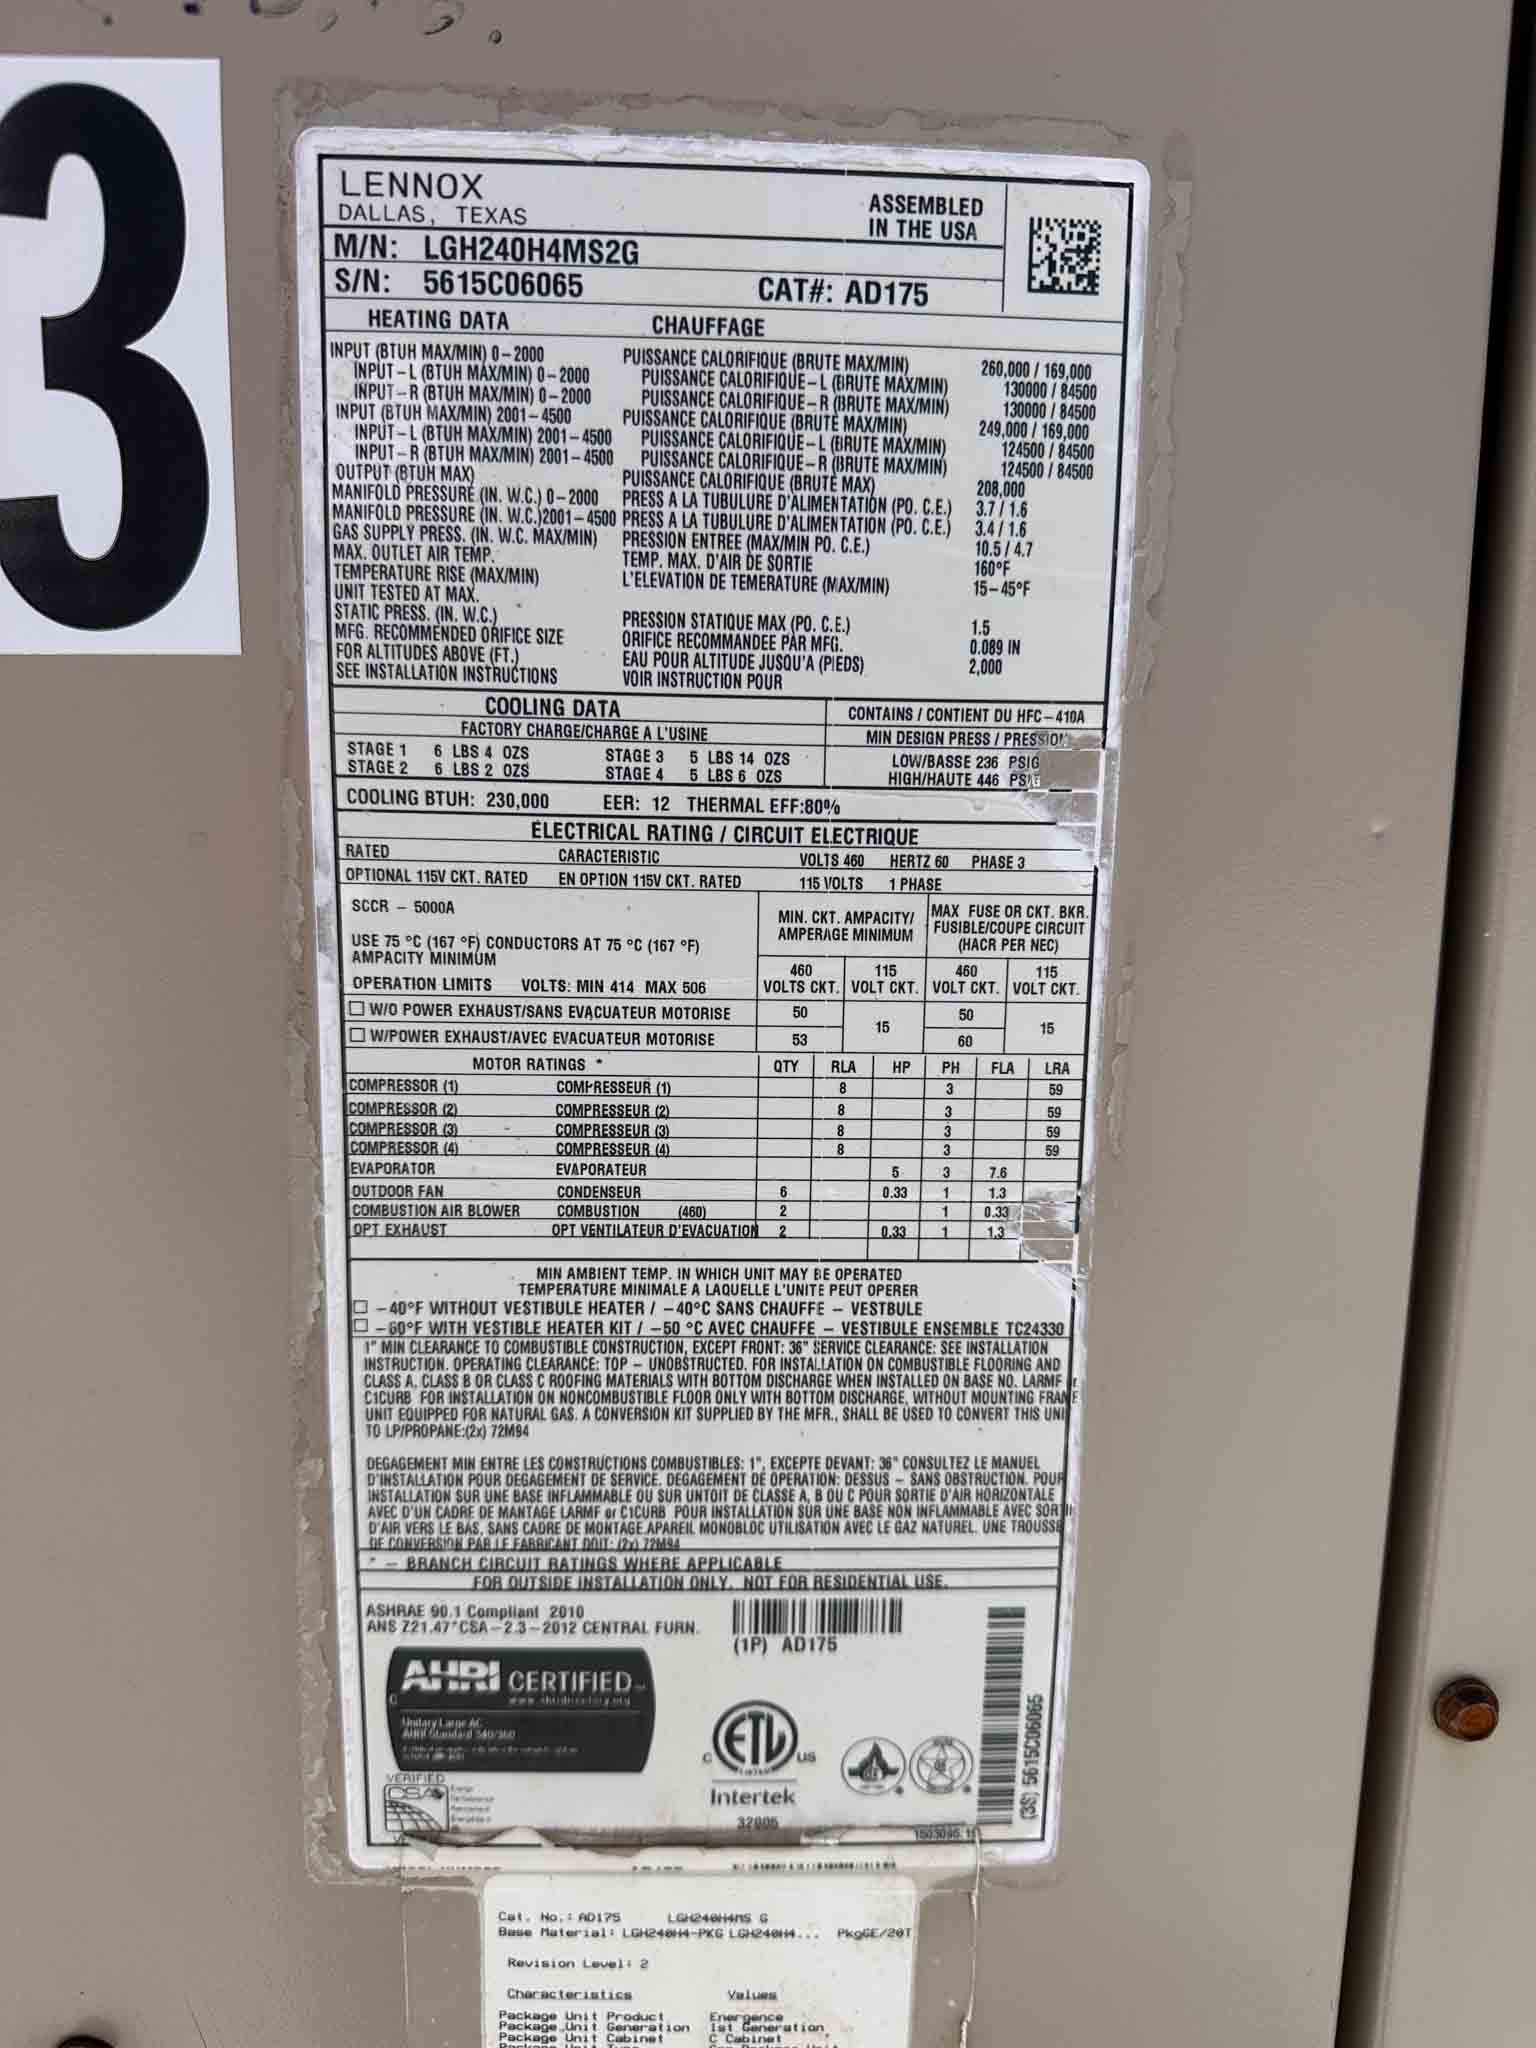 3
LENNOX
DALLAS, TEXAS
ASSEMBLED
IN THE USA
M/N: LGH240H4MS2G
S/N: 5615C06065 CAT#: AD175
HEATING DATA CHAUFFAGE
INPUT (BTUH MAX/MIN) 0-2000 PUISSANCE CALORIFIQUE (BRUTE MAX/MIN) 260,000 / 169,000
INPUT-L (BTUH MAX/MIN) 0-2000 PUISSANCE CALORIFIQUE-L (BRUTE MAX/MIN) 130000 / 84500
INPUT-R (BTUH MAX/MIN) 0-2000 PUISSANCE CALORIFIQUE-R (BRUTE MAX/MIN) 130000 / 84500
INPUT (BTUH MAX/MIN) 2001-4500 PUISSANCE CALORIFIQUE (BRUTE MAX/MIN) 249,000 / 169,000
INPUT-L (BTUH MAX/MIN) 2001-4500 PUISSANCE CALORIFIQUE-L (BRUTE MAX/MIN) 124500 / 84500
INPUT-R (BTUH MAX/MIN) 2001-4500 PUISSANCE CALORIFIQUE-R (BRUTE MAX/MIN) 124500 / 84500
OUTPUT (BTUH MAX) PUISSANCE CALORIFIQUE (BRUTE MAX) 208,000
MANIFOLD PRESSURE (IN. W.C.) 0-2000 PRESS A LA TUBULURE D'ALIMENTATION (PO. C.E.) 3.7 / 1.6
MANIFOLD PRESSURE (IN. W.C.)2001-4500 PRESS A LA TUBULURE D'ALIMENTATION (PO. C.E.) 3.4 / 1.6
GAS SUPPLY PRESS. (IN. W.C. MAX/MIN) PRESSION ENTREE (MAX/MIN PO. C.E.) 10.5 / 4.7
MAX. OUTLET AIR TEMP. TEMP. MAX. D'AIR DE SORTIE 160°F
TEMPERATURE RISE (MAX/MIN) L'ELEVATION DE TEMERATURE (MAX/MIN) 15-45°F
UNIT TESTED AT MAX.
STATIC PRESS. (IN. W.C.) PRESSION STATIQUE MAX (PO. C.E.) 1.5
MFG. RECOMMENDED ORIFICE SIZE ORIFICE RECOMMANDEE PAR MFG. 0.089 IN
FOR ALTITUDES ABOVE (FT.) EAU POUR ALTITUDE JUSQU'A (PIEDS) 2,000
SEE INSTALLATION INSTRUCTIONS VOIR INSTRUCTION POUR
COOLING DATA CONTAINS / CONTIENT DU HFC-410A
FACTORY CHARGE/CHARGE A L'USINE MIN DESIGN PRESS / PRESSION
STAGE 1 6 LBS 4 OZS STAGE 3 5 LBS 14 OZS LOW/BASSE 236 PSIG
STAGE 2 6 LBS 2 OZS STAGE 4 5 LBS 6 OZS HIGH/HAUTE 446 PSIG
COOLING BTUH: 230,000 EER: 12 THERMAL EFF:80%
ELECTRICAL RATING / CIRCUIT ELECTRIQUE
RATED CARACTERISTIC VOLTS 460 HERTZ 60 PHASE 3
OPTIONAL 115V CKT. RATED EN OPTION 115V CKT. RATED 115 VOLTS 1 PHASE
SCCR - 5000A
MIN. CKT. AMPACITY/ AMPERAGE MINIMUM
MAX FUSE OR CKT. BKR. FUSIBLE/COUPE CIRCUIT (HACR PER NEC)
USE 75 °C (167 °F) CONDUCTORS AT 75 °C (167 °F)
AMPACITY MINIMUM
460 VOLTS CKT. 115 VOLT CKT. 460 VOLT CKT. 115 VOLT CKT.
OPERATION LIMITS VOLTS: MIN 414 MAX 506
W/O POWER EXHAUST/SANS EVACUATEUR MOTORISE 50 15 50 15
W/POWER EXHAUST/AVEC EVACUATEUR MOTORISE 53 60
MOTOR RATINGS * QTY RLA HP PH FLA LRA
COMPRESSOR (1) COMPRESSEUR (1) 8 3 59
COMPRESSOR (2) COMPRESSEUR (2) 8 3 59
COMPRESSOR (3) COMPRESSEUR (3) 8 3 59
COMPRESSOR (4) COMPRESSEUR (4) 8 3 59
EVAPORATOR EVAPORATEUR 5 3 7.6
OUTDOOR FAN CONDENSEUR 6 0.33 1 1.3
COMBUSTION AIR BLOWER COMBUSTION (460) 2 1 0.33
OPT EXHAUST OPT VENTILATEUR D'EVACUATION 2 0.33 1 1.3
MIN AMBIENT TEMP. IN WHICH UNIT MAY BE OPERATED
TEMPERATURE MINIMALE A LAQUELLE L'UNITE PEUT OPERER
-40°F WITHOUT VESTIBULE HEATER / -40°C SANS CHAUFFE - VESTBULE
-60°F WITH VESTIBLE HEATER KIT / -50 °C AVEC CHAUFFE - VESTIBULE ENSEMBLE TC24330
1" MIN CLEARANCE TO COMBUSTIBLE CONSTRUCTION, EXCEPT FRONT: 36" SERVICE CLEARANCE: SEE INSTALLATION
INSTRUCTION. OPERATING CLEARANCE: TOP - UNOBSTRUCTED. FOR INSTALLATION ON COMBUSTIBLE FLOORING AND
CLASS A, CLASS B OR CLASS C ROOFING MATERIALS WITH BOTTOM DISCHARGE WHEN INSTALLED ON BASE NO. LARMF or
C1CURB FOR INSTALLATION ON NONCOMBUSTIBLE FLOOR ONLY WITH BOTTOM DISCHARGE, WITHOUT MOUNTING FRAME
UNIT EQUIPPED FOR NATURAL GAS. A CONVERSION KIT SUPPLIED BY THE MFR., SHALL BE USED TO CONVERT THIS UNI
TO LP/PROPANE:(2x) 72M94
DEGAGEMENT MIN ENTRE LES CONSTRUCTIONS COMBUSTIBLES: 1", EXCEPTE DEVANT: 36" CONSULTEZ LE MANUEL
D'INSTALLATION POUR DEGAGEMENT DE SERVICE. DEGAGEMENT DE OPERATION: DESSUS - SANS OBSTRUCTION. POUR
INSTALLATION SUR UNE BASE INFLAMMABLE OU SUR UNTOIT DE CLASSE A, B OU C POUR SORTIE D'AIR HORIZONTALE
AVEC D'UN CADRE DE MANTAGE LARMF or C1CURB POUR INSTALLATION SUR UNE BASE NON INFLAMMABLE AVEC SORTI
D'AIR VERS LE BAS, SANS CADRE DE MONTAGE.APAREIL MONOBLOC UTILISATION AVEC LE GAZ NATUREL. UNE TROUSSE
DE CONVERSION PAR LE FABRICANT DOIT: (2x) 72M94
* - BRANCH CIRCUIT RATINGS WHERE APPLICABLE
FOR OUTSIDE INSTALLATION ONLY. NOT FOR RESIDENTIAL USE.
ASHRAE 90.1 Compliant 2010
ANS Z21.47*CSA-2.3-2012 CENTRAL FURN.
(1P) AD175
AHRI CERTIFIED
www.ahridirectory.org
Unitary Large AC
AHRI Standard 340/360
VERIFIED
CSA
C ETL US
LISTED
Intertek
32005
(3S) 5615C06065
Cat. No.: AD175 LGH240H4MS G
Base Material: LGH240H4-PKG LGH240H4... PkgGE/20T
Revision Level: 2
Characteristics Values
Package Unit Product Energence
Package Unit Generation 1st Generation
Package Unit Cabinet C Cabinet